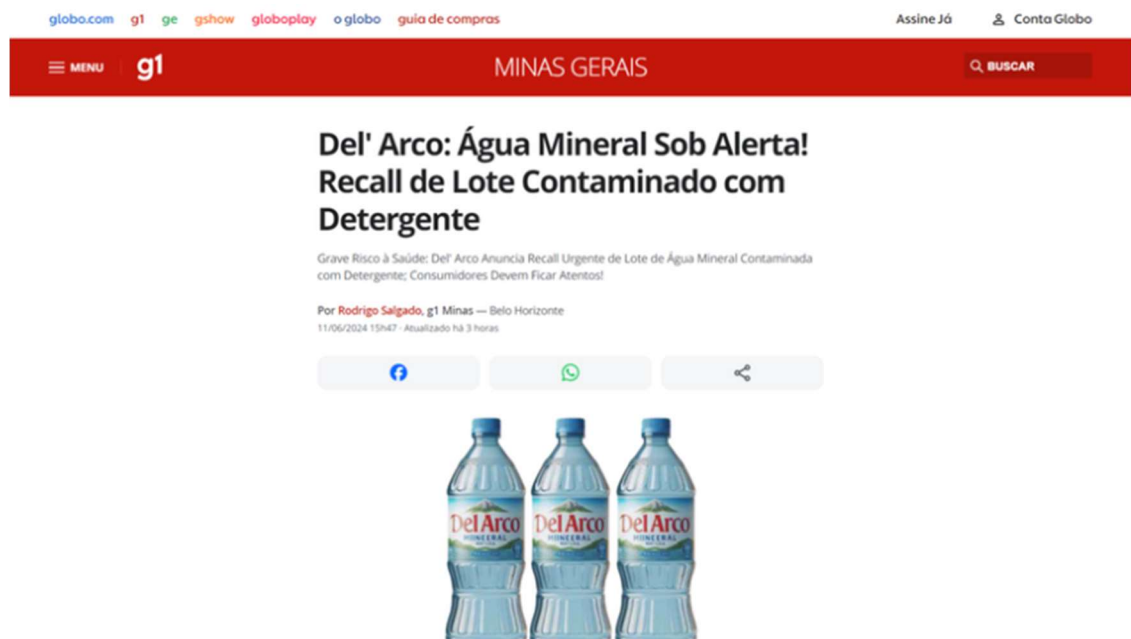 globo.com g1 ge gshow globoplay o globo guia de compras Assine Já Conta Globo
MENU g1 MINAS GERAIS BUSCAR
Del' Arco: Água Mineral Sob Alerta!
Recall de Lote Contaminado com
Detergente
Grave Risco à Saúde: Del' Arco Anuncia Recall Urgente de Lote de Água Mineral Contaminada
com Detergente; Consumidores Devem Ficar Atentos!
Por Rodrigo Salgado, g1 Minas — Belo Horizonte
11/06/2024 15h47 · Atualizado há 3 horas
Del Arco Del Arco Del Arco